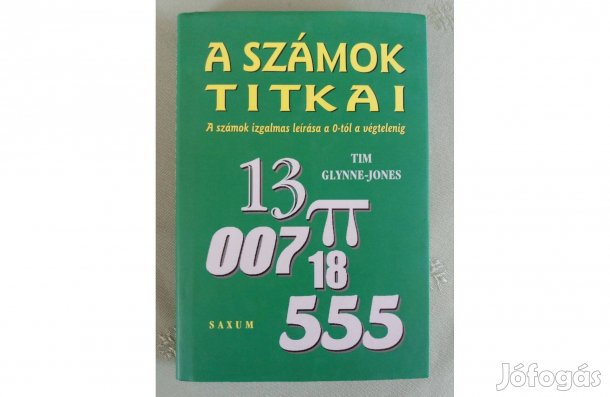 A SZÁMOK
TITKAI
A számok izgalmas leírása a 0-tól a végtelenig
TIM
GLYNNE-JONES
13
π
007
18
555
SAXUM
Jófogás